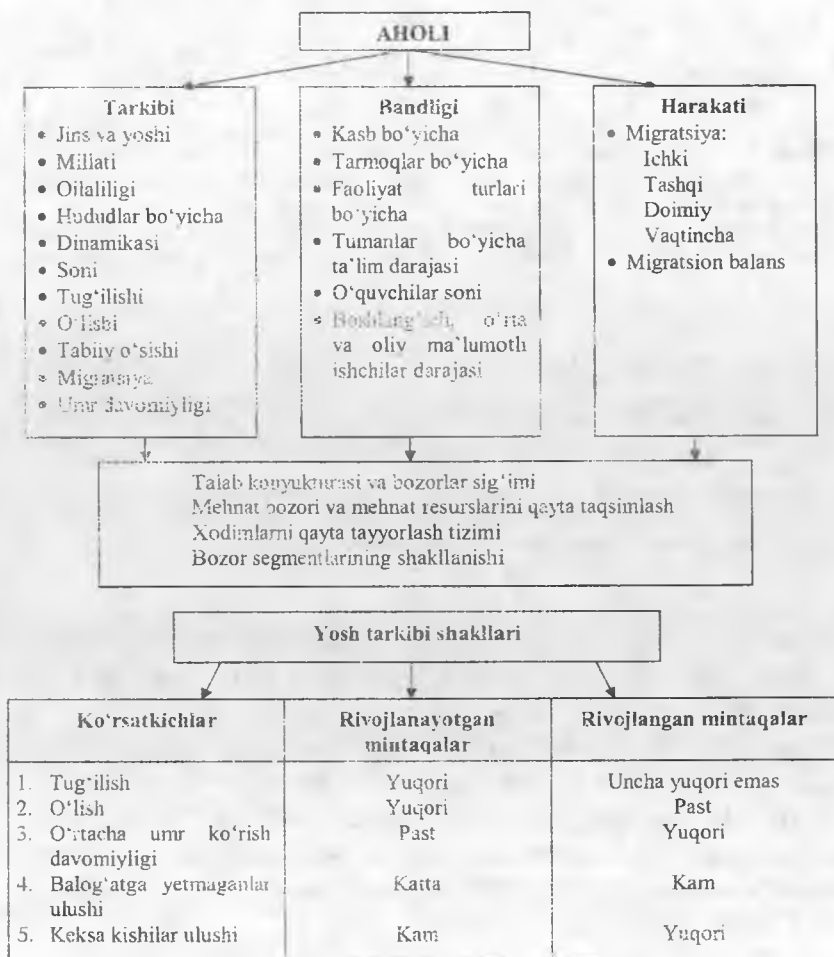 AHOLI
Tarkibi
• Jins va yoshi
• Millati
• Oilaliligi
• Hududlar bo‘yicha
• Dinamikasi
• Soni
• Tug‘ilishi
• O‘lishi
• Tabiiy o‘sishi
• Migratsiya
• Umr davomiyligi
Bandligi
• Kasb bo‘yicha
• Tarmoqlar bo‘yicha
• Faoliyat turlari
bo‘yicha
• Tumanlar bo‘yicha
ta`lim darajasi
• O‘quvchilar soni
• Boshlang‘ich, o‘rta
va oliy ma`lumotli
ishchilar darajasi
Harakati
• Migratsiya:
Ichki
Tashqi
Doimiy
Vaqtincha
• Migratsion balans
Talab konyukturasi va bozorlar sig‘imi
Mehnat bozori va mehnat resurslarini qayta taqsimlash
Xodimlarni qayta tayyorlash tizimi
Bozor segmentlarining shakllanishi
Yosh tarkibi shakllari
Ko‘rsatkichlar Rivojlanayotgan Rivojlangan mintaqalar
mintaqalar
1. Tug‘ilish Yuqori Uncha yuqori emas
2. O‘lish Yuqori Past
3. O‘rtacha umr ko‘rish Past Yuqori
davomiyligi
4. Balog‘atga yetmaganlar Katta Kam
ulushi
5. Keksa kishilar ulushi Kam Yuqori